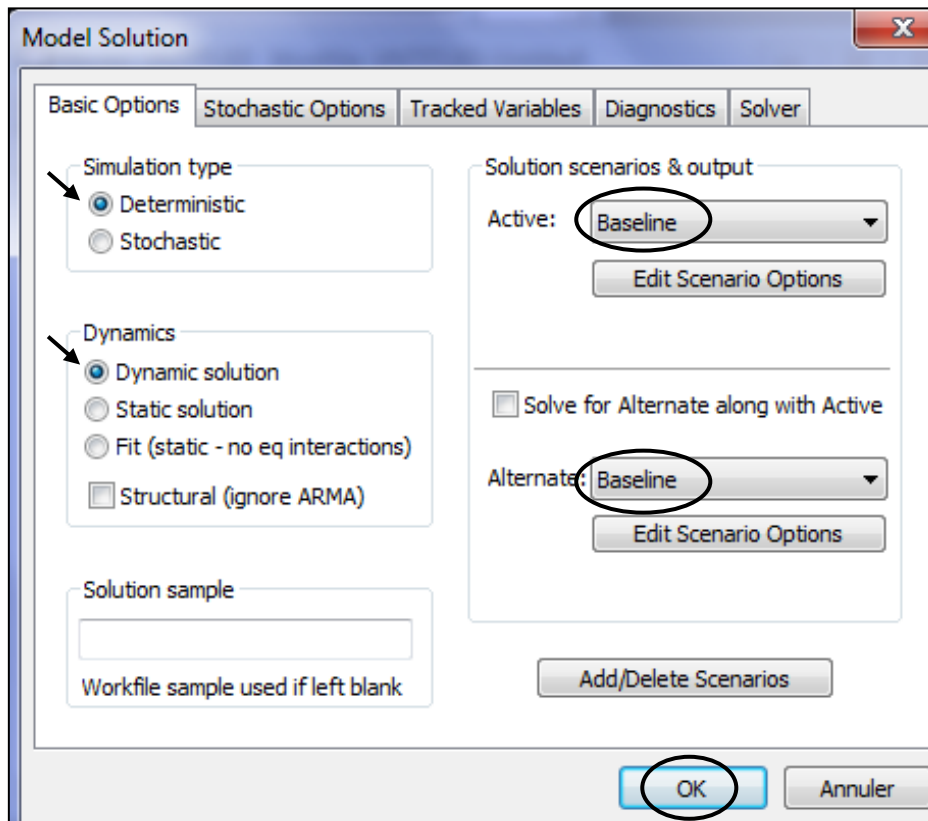 Model Solution
X
Basic Options
Stochastic Options
Tracked Variables
Diagnostics
Solver
Simulation type
Deterministic
Stochastic
Dynamics
Dynamic solution
Static solution
Fit (static - no eq interactions)
Structural (ignore ARMA)
Solution sample
Workfile sample used if left blank
Solution scenarios & output
Active: Baseline
Edit Scenario Options
Solve for Alternate along with Active
Alternate: Baseline
Edit Scenario Options
Add/Delete Scenarios
OK
Annuler